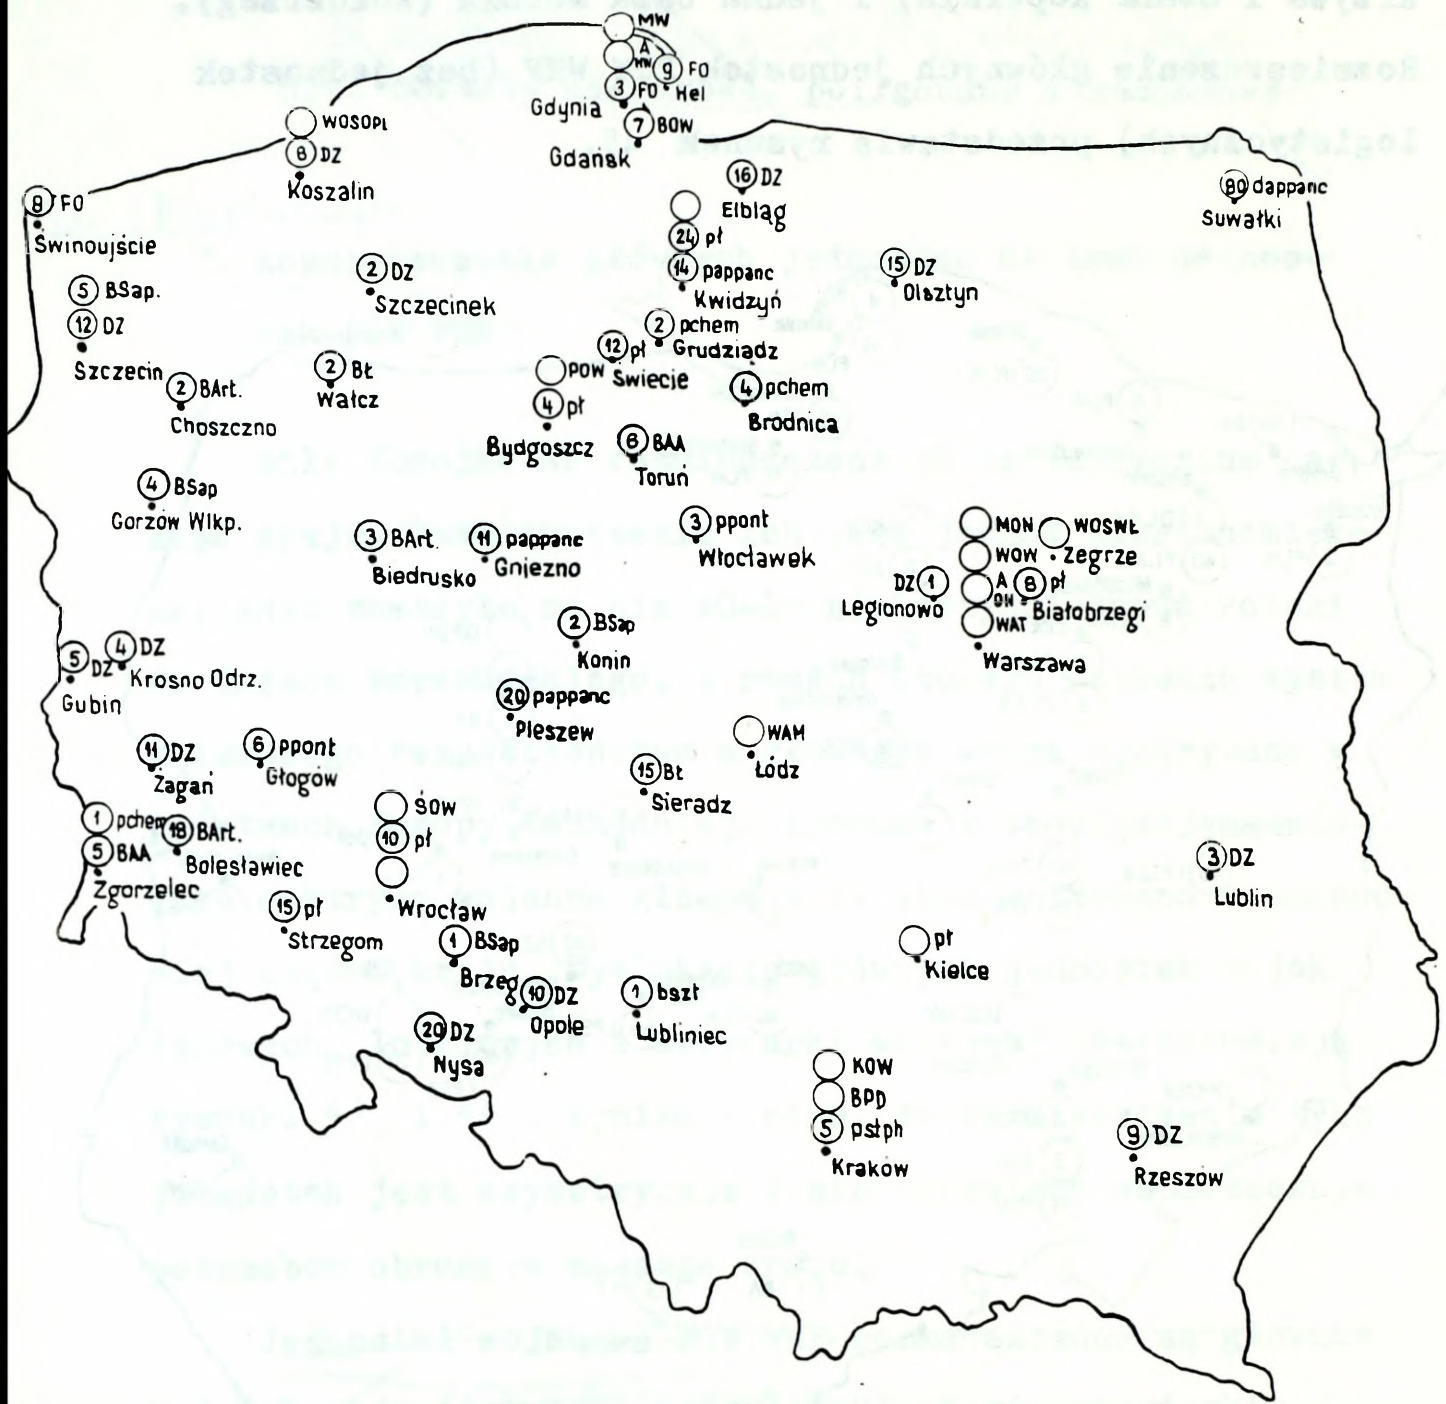 MW
A
MW
9 FO
Hel
3 FO
Gdynia
7 BOW
Gdańsk
WOSOPL
8 DZ
Koszalin
16 DZ
Elbląg
80 dappanc
Suwałki
8 FO
Świnoujście
24 pł
14 pappanc
Kwidzyń
2 DZ
Szczecinek
15 DZ
Olsztyn
5 BSap.
12 DZ
Szczecin
2 pchem
Grudziądz
12 pł
Świecie
2 BŁ
Wałcz
POW
4 pł
Bydgoszcz
2 BArt.
Choszczno
4 pchem
Brodnica
6 BAA
Toruń
4 BSap
Gorzów Wlkp.
3 BArt.
Biedrusko
11 pappanc
Gniezno
3 ppont
Włocławek
MON
WOW
A
OH
WAT
Warszawa
WOSWŁ
Zegrze
DZ 1
Legionowo
8 pł
Białobrzegi
2 BSap
Konin
5 DZ
Gubin
4 DZ
Krosno Odrz.
20 pappanc
Pleszew
WAM
Łódz
11 DZ
Żagań
6 ppont
Głogów
15 Bł
Sieradz
1 pchem
5 BAA
Zgorzelec
18 BArt.
Bolesławiec
ŚOW
10 pł
Wrocław
3 DZ
Lublin
15 pł
Strzegom
1 BSap
Brzeg
pł
Kielce
10 DZ
Opole
1 bszt
Lubliniec
20 DZ
Nysa
KOW
BPD
5 pstph
Kraków
9 DZ
Rzeszów